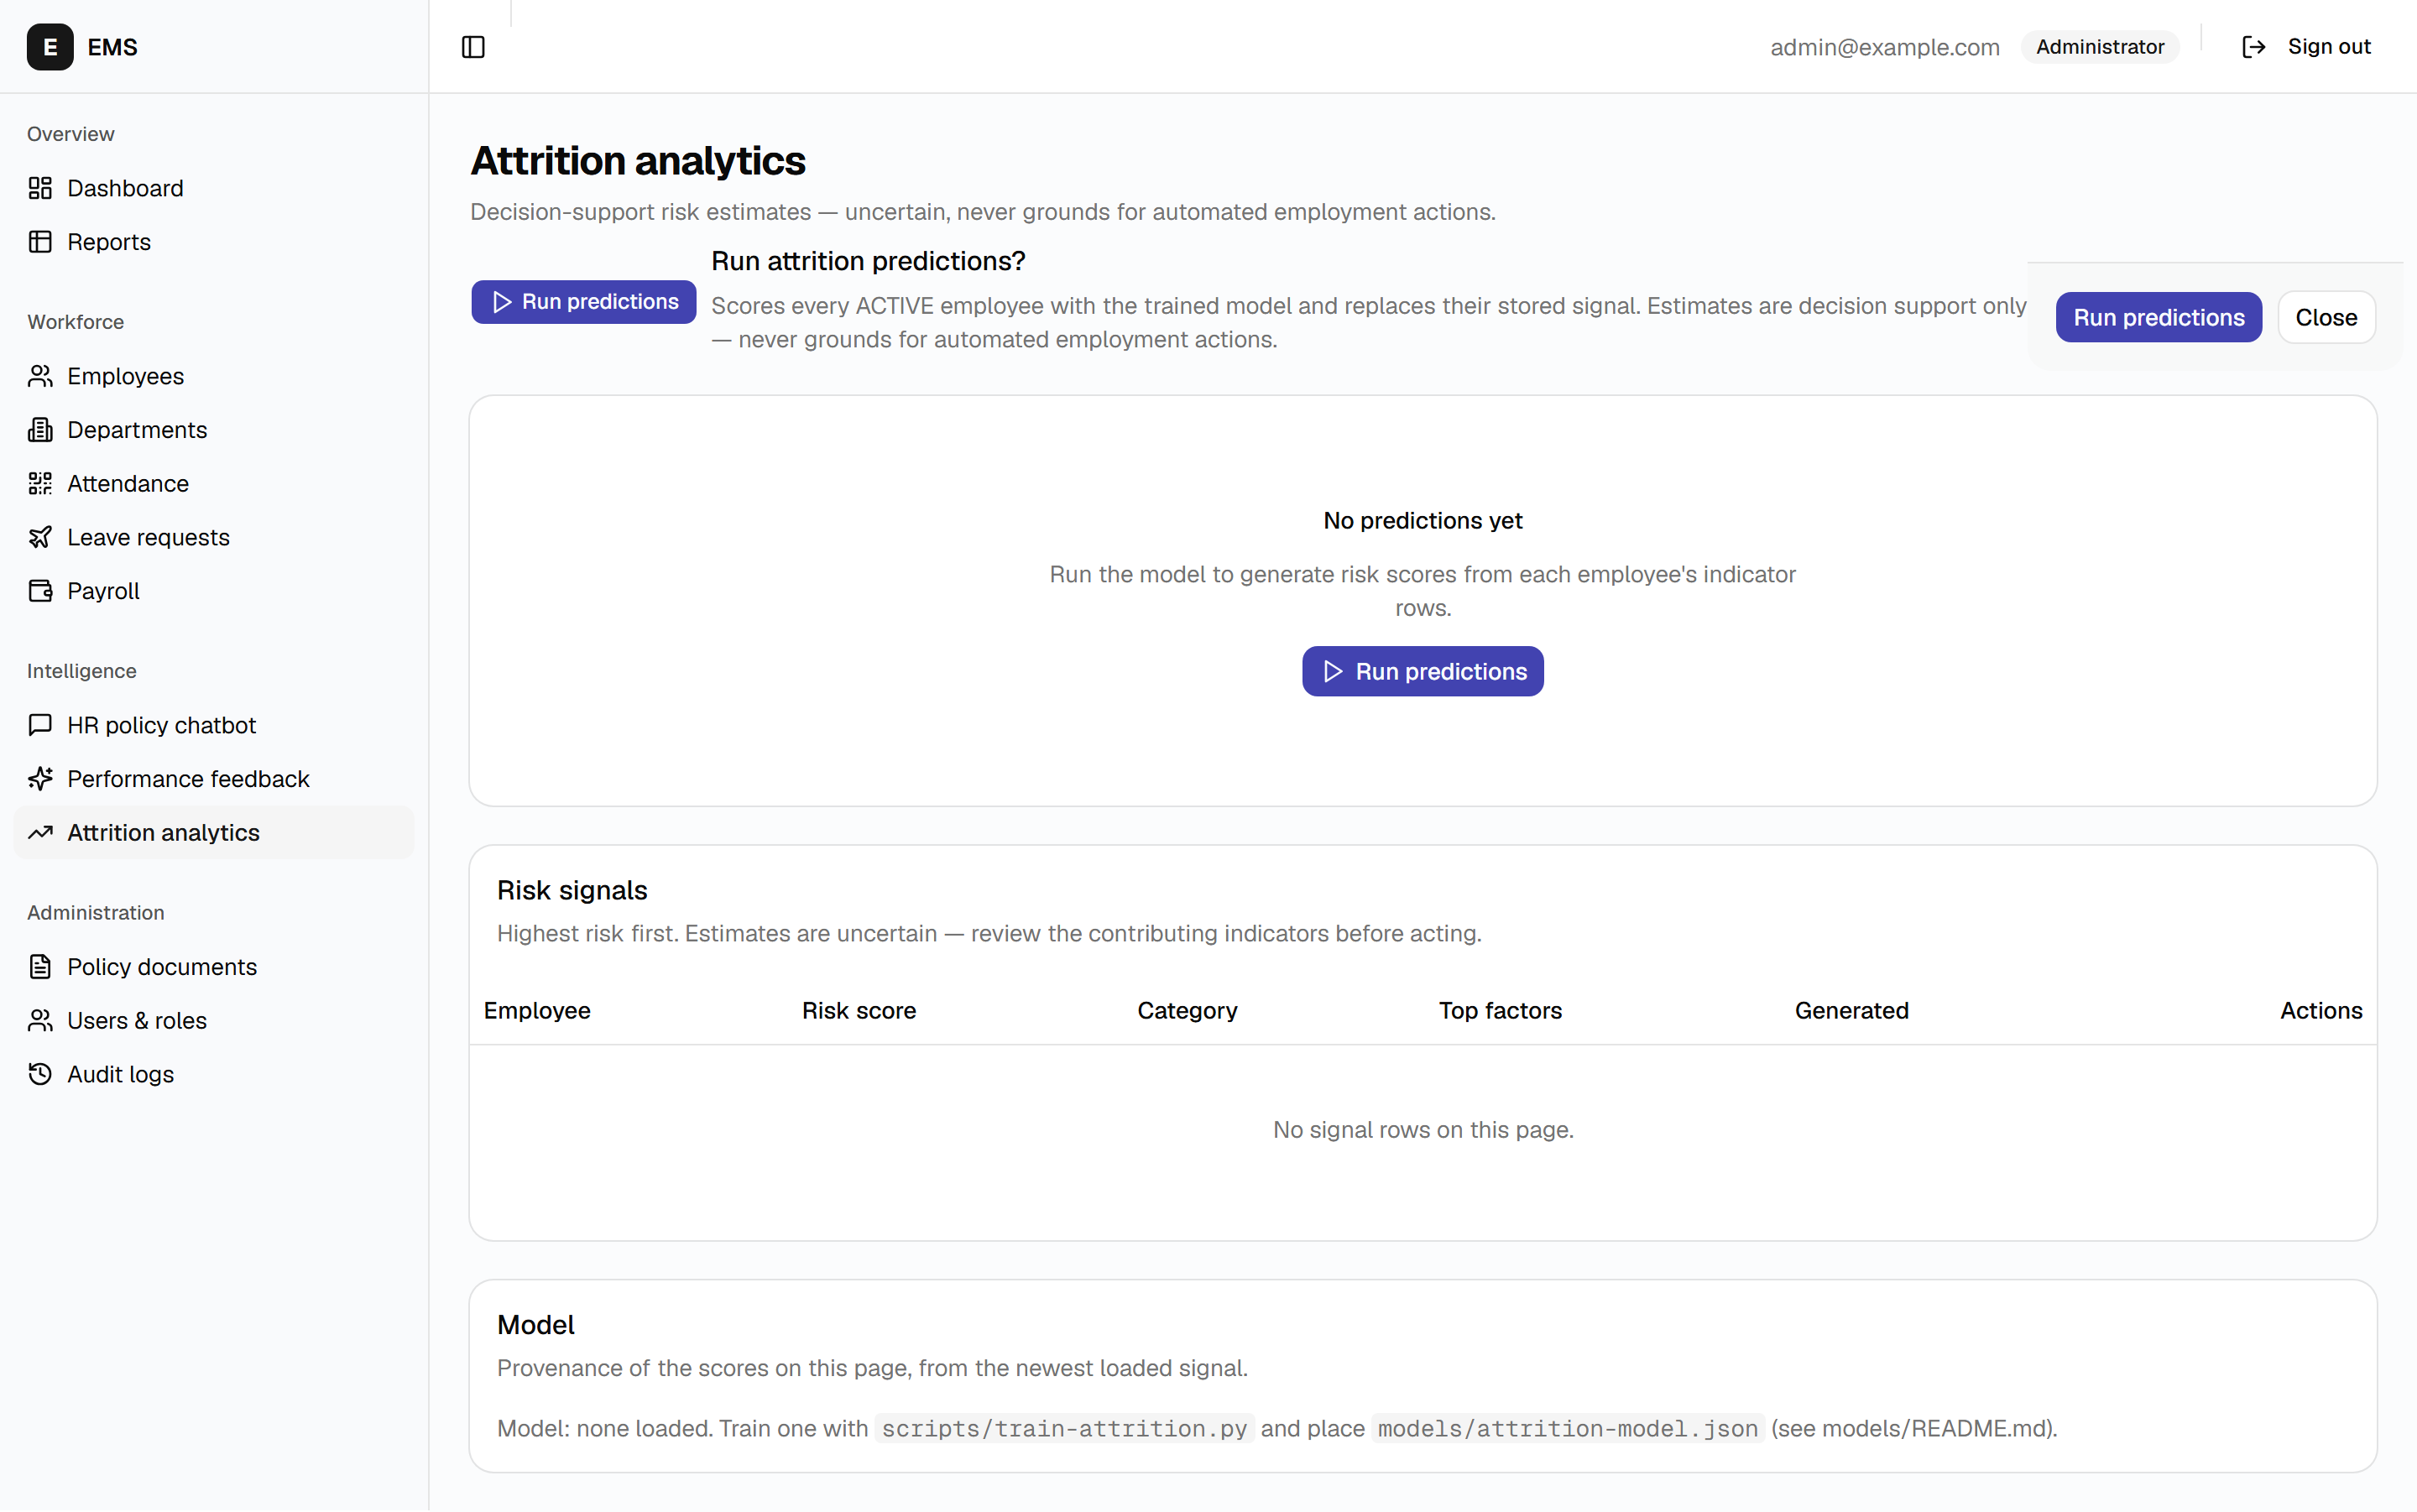 E EMS
admin@example.com Administrator Sign out
Overview
Dashboard
Reports
Workforce
Employees
Departments
Attendance
Leave requests
Payroll
Intelligence
HR policy chatbot
Performance feedback
Attrition analytics
Administration
Policy documents
Users & roles
Audit logs
Attrition analytics
Decision-support risk estimates — uncertain, never grounds for automated employment actions.
Run predictions
Run attrition predictions?
Scores every ACTIVE employee with the trained model and replaces their stored signal. Estimates are decision support only
— never grounds for automated employment actions.
Run predictions Close
No predictions yet
Run the model to generate risk scores from each employee's indicator
rows.
Run predictions
Risk signals
Highest risk first. Estimates are uncertain — review the contributing indicators before acting.
Employee Risk score Category Top factors Generated Actions
No signal rows on this page.
Model
Provenance of the scores on this page, from the newest loaded signal.
Model: none loaded. Train one with scripts/train-attrition.py and place models/attrition-model.json (see models/README.md).